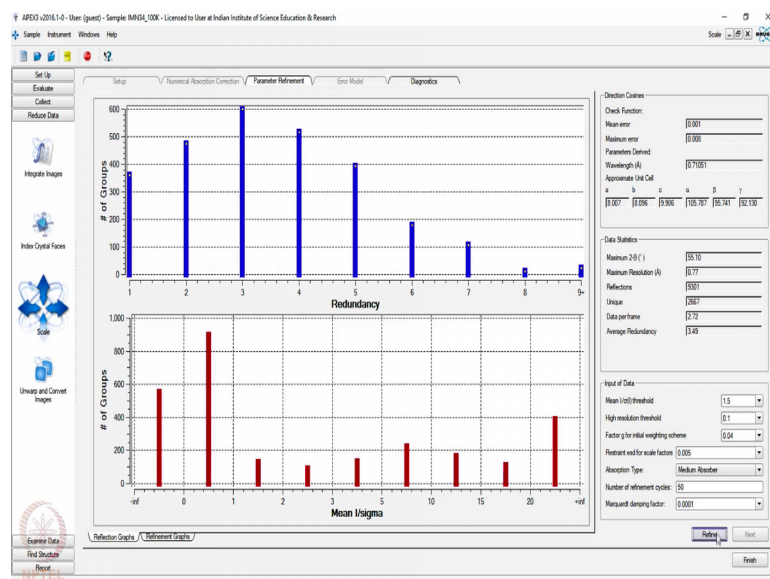 APEX3 v2016.1-0 - User: (guest) - Sample: IMN34_100K - Licensed to User at Indian Institute of Science Education & Research
Sample Instrument Windows Help
Scale
Set Up
Evaluate
Collect
Reduce Data
Integrate Images
Index Crystal Faces
Scale
Unwarp and Convert Images
Examine Data
Find Structure
Report
NPTEL
Setup Numerical Absorption Correction Parameter Refinement Error Model Diagnostics
# of Groups
600
500
400
300
200
100
0
1 2 3 4 5 6 7 8 9+
Redundancy
# of Groups
1,000
800
600
400
200
0
-inf 0 1 2 3 5 10 15 20 +inf
Mean I/sigma
Reflection Graphs Refinement Graphs
Direction Cosines
Check Function:
Mean error 0.001
Maximum error 0.008
Parameters Derived:
Wavelength (Å) 0.71051
Approximate Unit Cell
a b c α β γ
8.007 8.096 9.906 105.787 95.741 92.130
Data Statistics
Maximum 2-θ (°) 55.10
Maximum Resolution (Å) 0.77
Reflections 9301
Unique 2667
Data per frame 2.72
Average Redundancy 3.49
Input of Data
Mean I/σ(I) threshold 1.5
High resolution threshold 0.1
Factor g for initial weighting scheme 0.04
Restraint esd for scale factors 0.005
Absorption Type: Medium Absorber
Number of refinement cycles: 50
Marquardt damping factor: 0.0001
Refine Next
Finish